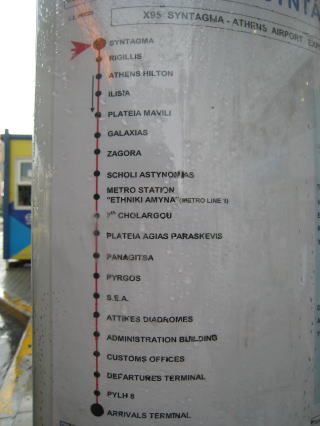 X95 SYNTAGMA - ATHENS AIRPORT
SYNTAGMA
RIGILLIS
ATHENS HILTON
ILISIA
PLATEIA MAVILI
GALAXIAS
ZAGORA
SCHOLI ASTYNOMIAS
METRO STATION
"ETHNIKI AMYNA" (METRO LINE 3)
7th CHOLARGOU
PLATEIA AGIAS PARASKEVIS
PANAGITSA
PYRGOS
S.E.A.
ATTIKES DIADROMES
ADMINISTRATION BUILDING
CUSTOMS OFFICES
DEPARTURES TERMINAL
PYLH 8
ARRIVALS TERMINAL